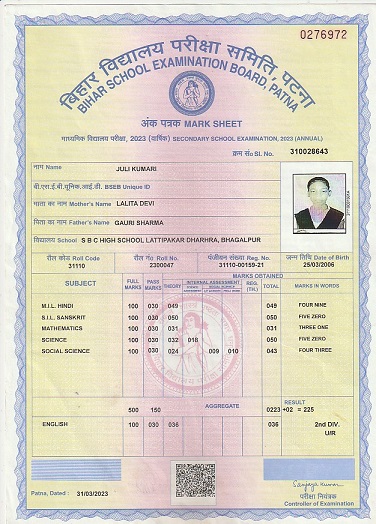 0276972
बिहार विद्यालय परीक्षा समिति, पटना
BIHAR SCHOOL EXAMINATION BOARD, PATNA
अंक पत्रक MARK SHEET
माध्यमिक विद्यालय परीक्षा, 2023 (वार्षिक) SECONDARY SCHOOL EXAMINATION, 2023 (ANNUAL)
क्रम सं० Sl. No. 310028643
नाम Name JULI KUMARI
बी.एस.ई.बी.यूनिक.आई.डी. BSEB Unique ID
माता का नाम Mother's Name LALITA DEVI
पिता का नाम Father's Name GAURI SHARMA
विद्यालय School S B C HIGH SCHOOL LATTIPAKAR DHARHRA, BHAGALPUR
रौल कोड Roll Code रौल नं० Roll No. पंजीयन संख्या Reg. No. जन्म तिथि Date of Birth
31110 2300047 31110-00159-21 25/03/2006
MARKS OBTAINED
SUBJECT FULL MARKS PASS MARKS THEORY INTERNAL ASSESSMENT REG. (TH.) TOTAL MARKS IN WORDS
M.I.L. HINDI 100 030 049 049 FOUR NINE
S.I.L. SANSKRIT 100 030 050 050 FIVE ZERO
MATHEMATICS 100 030 031 031 THREE ONE
SCIENCE 100 030 032 018 050 FIVE ZERO
SOCIAL SCIENCE 100 030 024 009 010 043 FOUR THREE
RESULT
500 150 AGGREGATE 0223 +02 = 225
ENGLISH 100 030 036 036 2nd DIV.
U/R
Patna, Dated : 31/03/2023
परीक्षा नियंत्रक
Controller of Examination